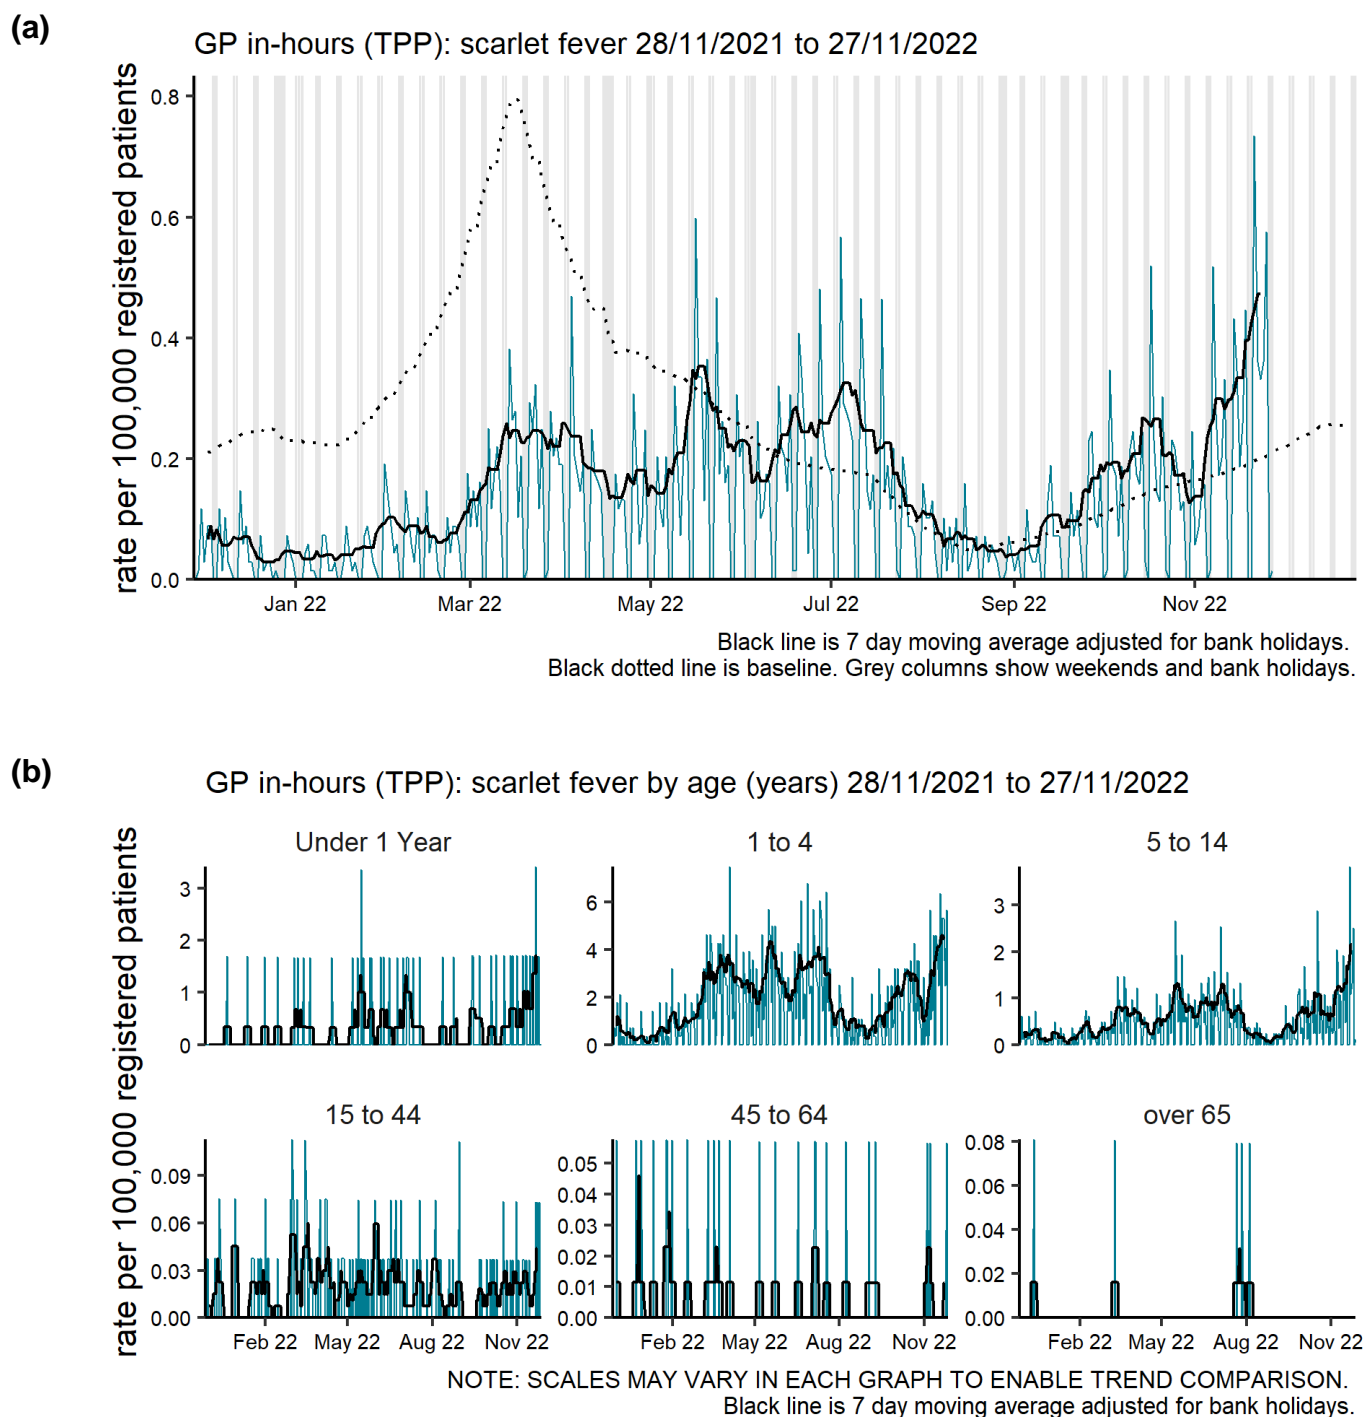 (a)
GP in-hours (TPP): scarlet fever 28/11/2021 to 27/11/2022
rate per 100,000 registered patients
0.8
0.6
0.4
0.2
0.0
Jan 22 Mar 22 May 22 Jul 22 Sep 22 Nov 22
Black line is 7 day moving average adjusted for bank holidays.
Black dotted line is baseline. Grey columns show weekends and bank holidays.
(b)
GP in-hours (TPP): scarlet fever by age (years) 28/11/2021 to 27/11/2022
rate per 100,000 registered patients
Under 1 Year
3
2
1
0
1 to 4
6
4
2
0
5 to 14
3
2
1
0
15 to 44
0.09
0.06
0.03
0.00
Feb 22 May 22 Aug 22 Nov 22
45 to 64
0.05
0.04
0.03
0.02
0.01
0.00
Feb 22 May 22 Aug 22 Nov 22
over 65
0.08
0.06
0.04
0.02
0.00
Feb 22 May 22 Aug 22 Nov 22
NOTE: SCALES MAY VARY IN EACH GRAPH TO ENABLE TREND COMPARISON.
Black line is 7 day moving average adjusted for bank holidays.